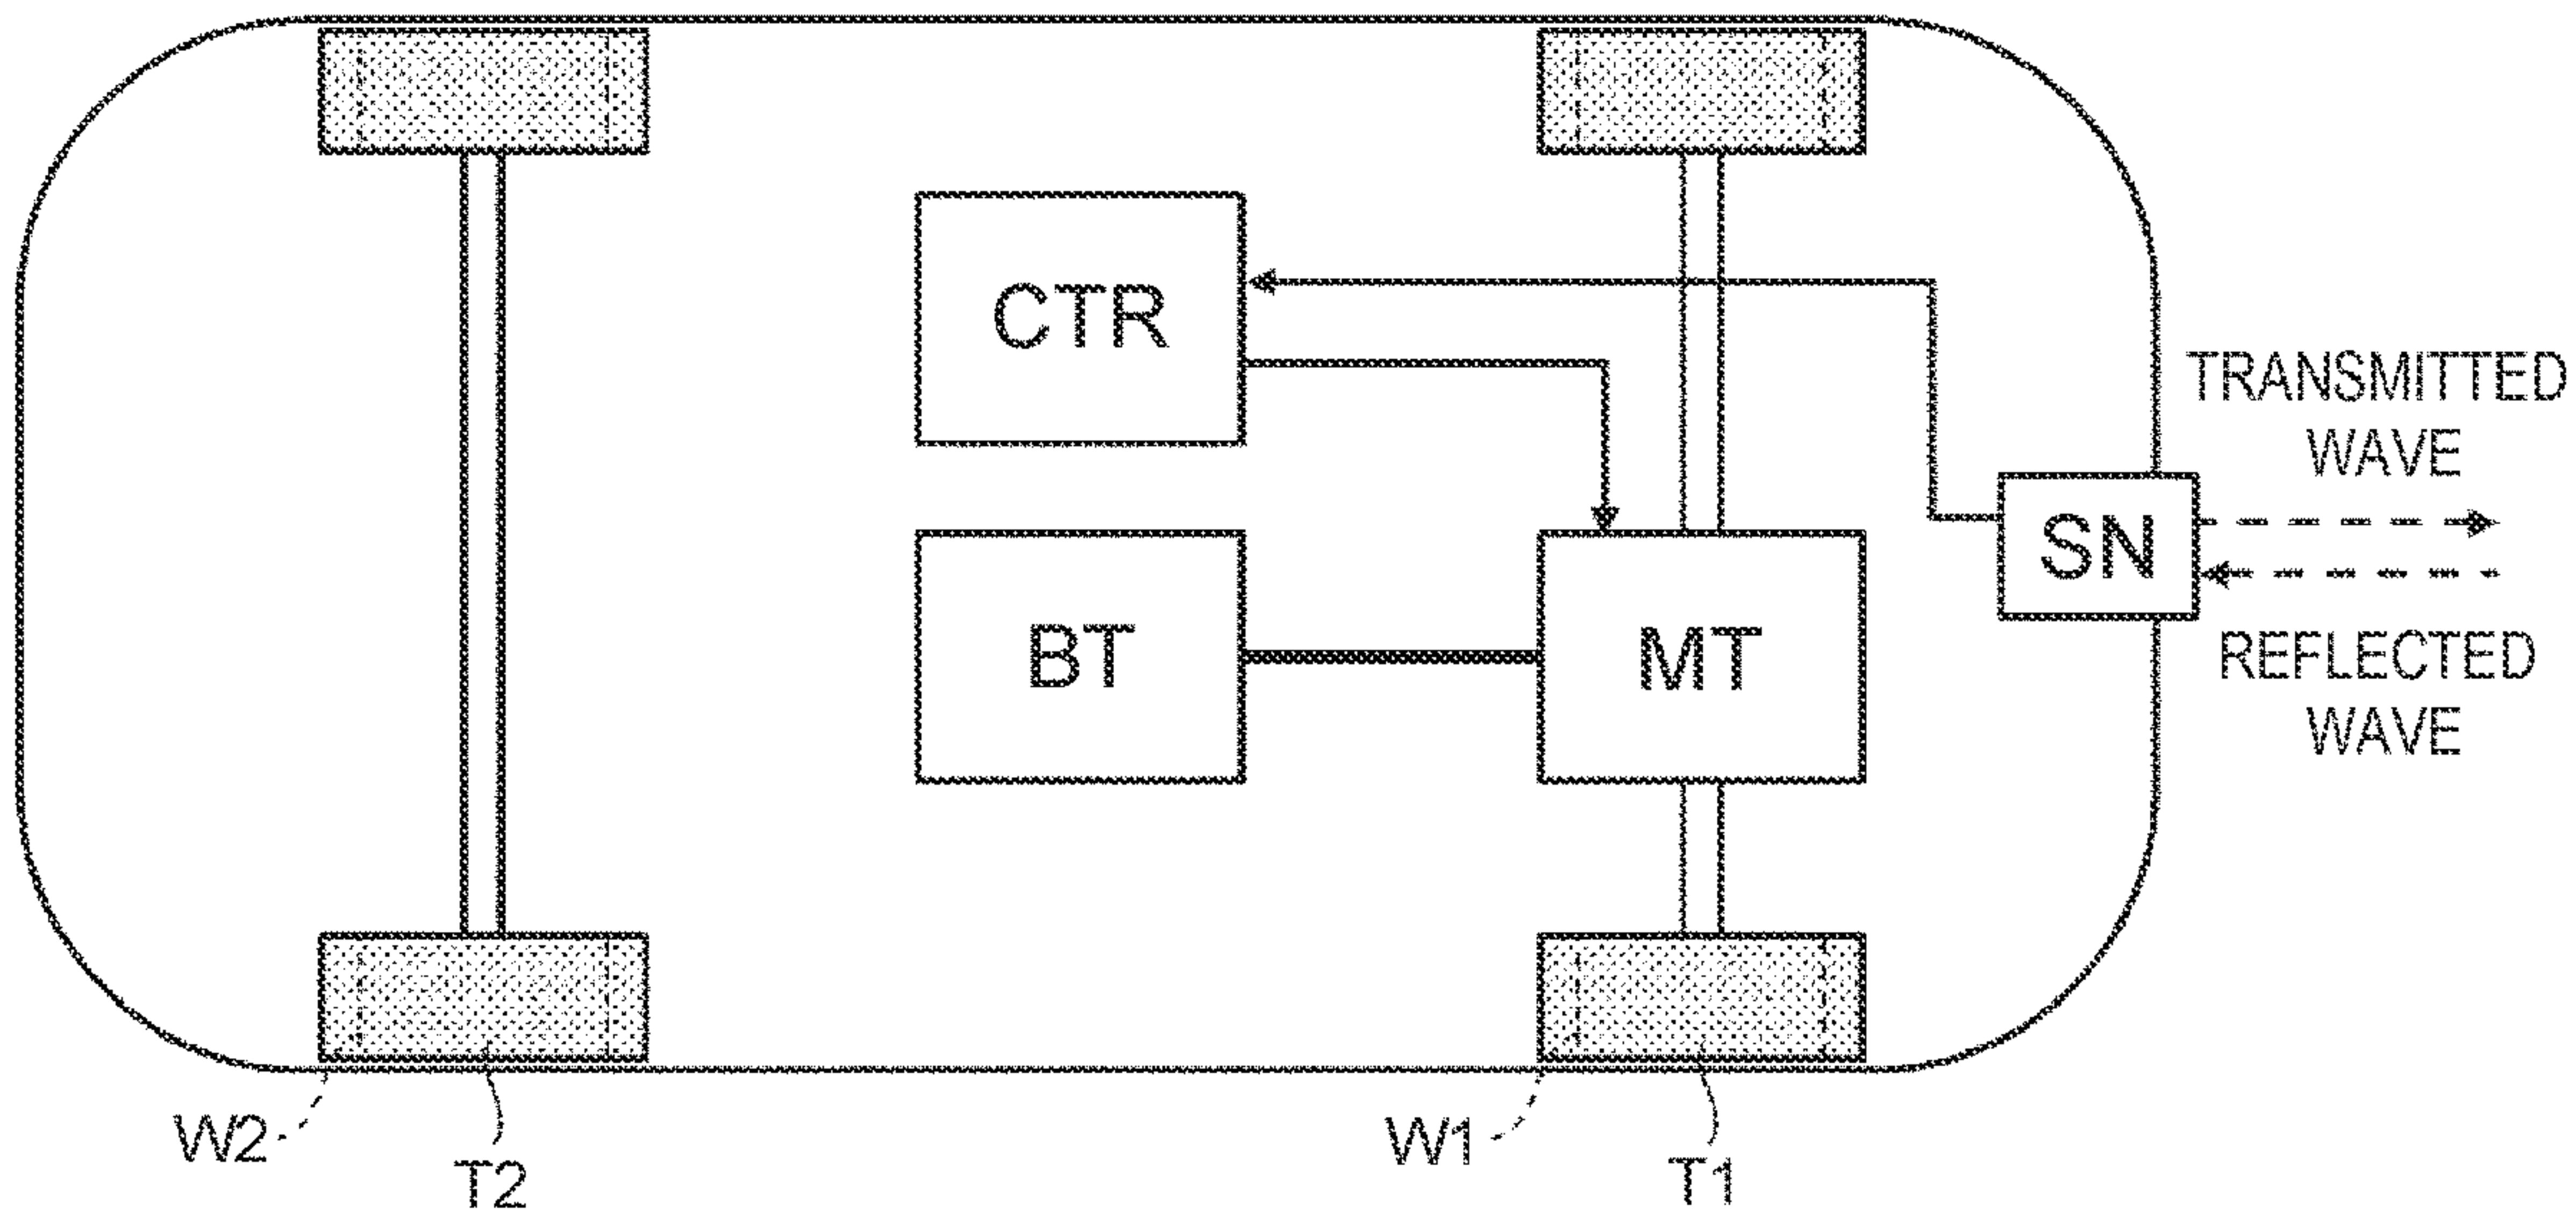 CTR
TRANSMITTED
WAVE
SN
BT
MT
REFLECTED
WAVE
W2
T2
W1
T1